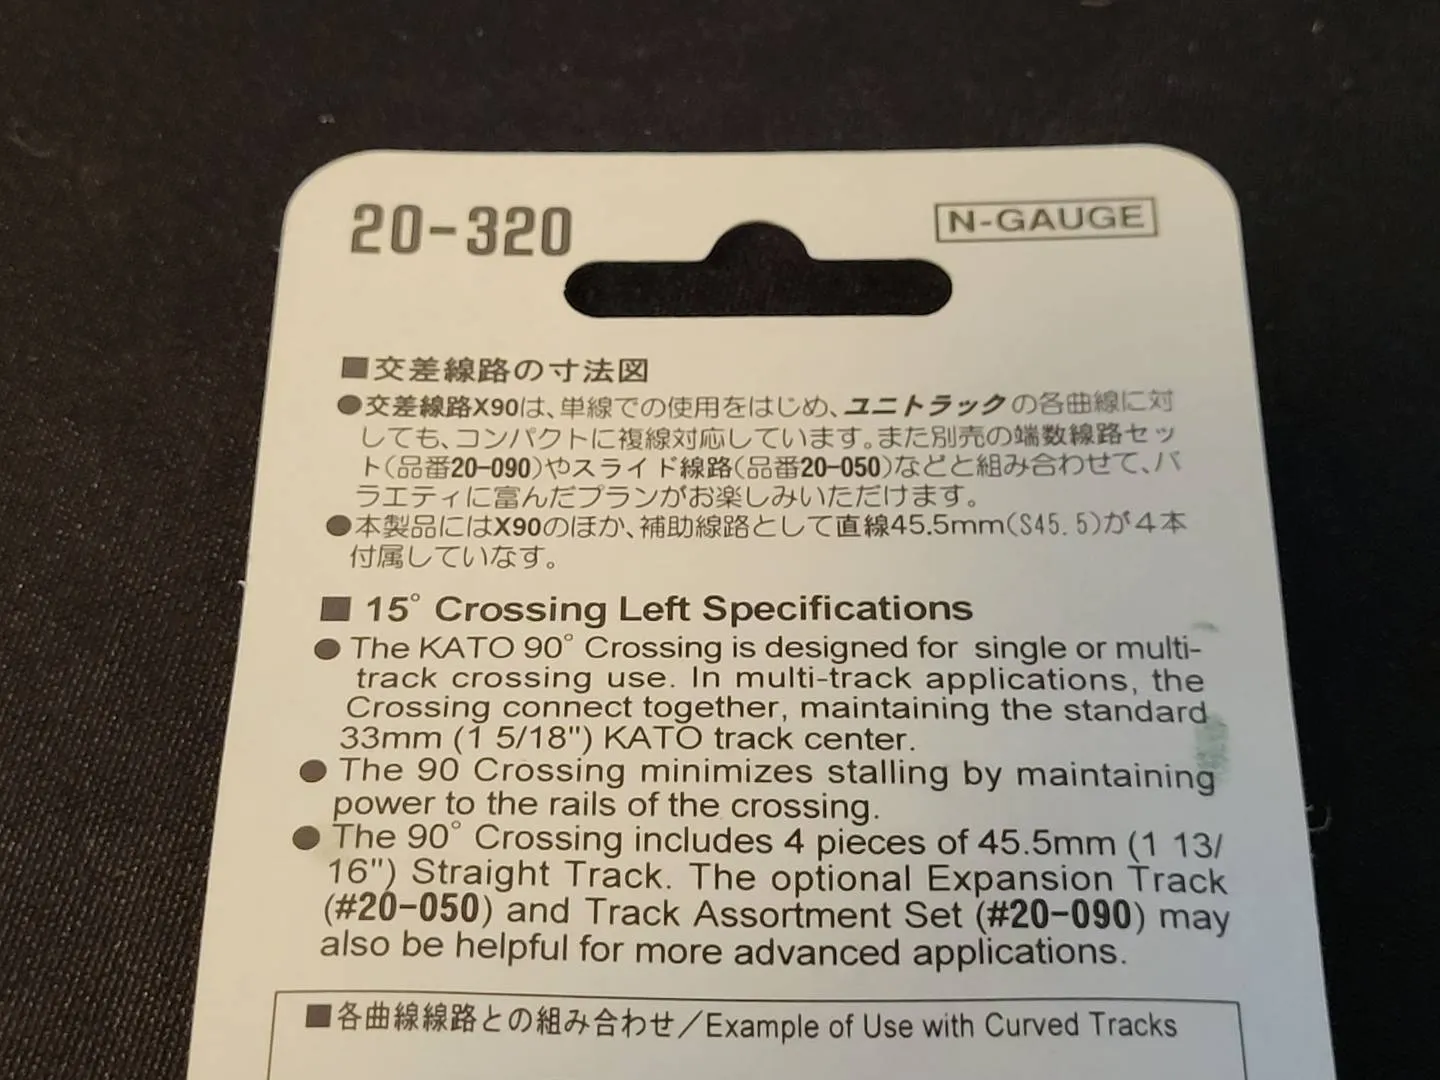 20-320
N-GAUGE
■交差線路の寸法図
●交差線路X90は、単線での使用をはじめ、ユニトラックの各曲線に対
しても、コンパクトに複線対応しています。また別売の端数線路セッ
ト(品番20-090)やスライド線路(品番20-050)などと組み合わせて、バ
ラエティに富んだプランがお楽しみいただけます。
●本製品にはX90のほか、補助線路として直線45.5mm(S45.5)が4本
付属していなす。
■ 15° Crossing Left Specifications
● The KATO 90° Crossing is designed for single or multi-
track crossing use. In multi-track applications, the
Crossing connect together, maintaining the standard
33mm (1 5/18") KATO track center.
● The 90 Crossing minimizes stalling by maintaining
power to the rails of the crossing.
● The 90° Crossing includes 4 pieces of 45.5mm (1 13/
16") Straight Track. The optional Expansion Track
(#20-050) and Track Assortment Set (#20-090) may
also be helpful for more advanced applications.
■各曲線線路との組み合わせ/Example of Use with Curved Tracks